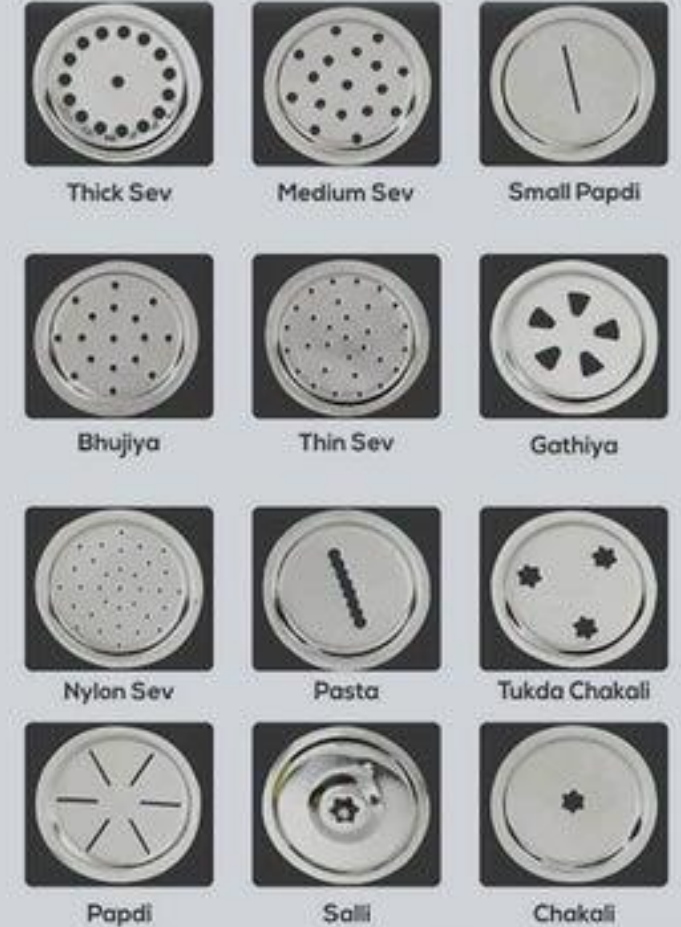 Thick Sev
Medium Sev
Small Papdi
Bhujiya
Thin Sev
Gathiya
Nylon Sev
Pasta
Tukda Chakali
Papdi
Salli
Chakali